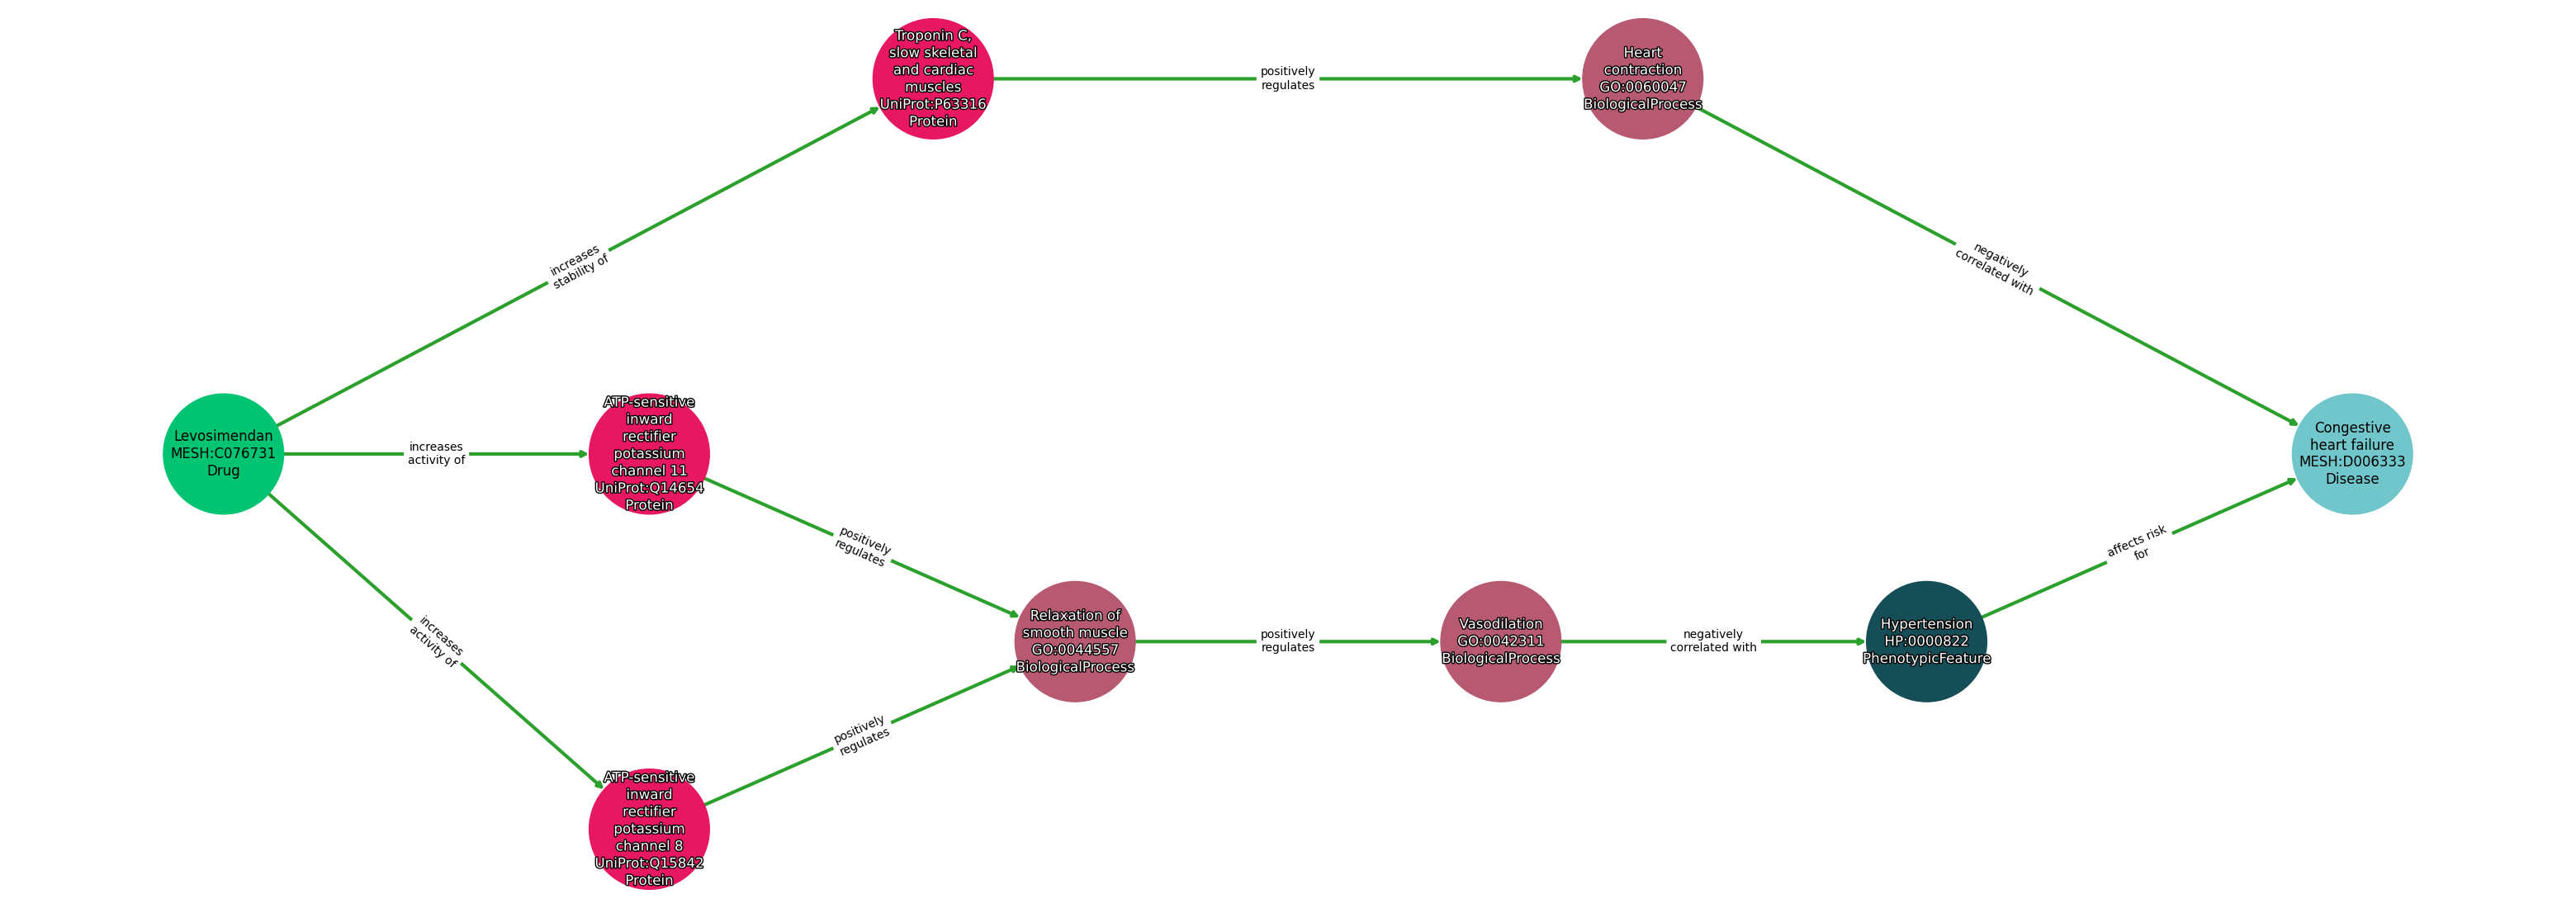 Troponin C,
slow skeletal
and cardiac
muscles
UniProt:P63316
Protein
positively
regulates
Heart
contraction
GO:0060047
BiologicalProcess
increases
stability of
negatively
correlated with
Levosimendan
MESH:C076731
Drug
increases
activity of
ATP-sensitive
inward
rectifier
potassium
channel 11
UniProt:Q14654
Protein
Congestive
heart failure
MESH:D006333
Disease
positively
regulates
affects risk
for
increases
activity of
Relaxation of
smooth muscle
GO:0044557
BiologicalProcess
positively
regulates
Vasodilation
GO:0042311
BiologicalProcess
negatively
correlated with
Hypertension
HP:0000822
PhenotypicFeature
positively
regulates
ATP-sensitive
inward
rectifier
potassium
channel 8
UniProt:Q15842
Protein